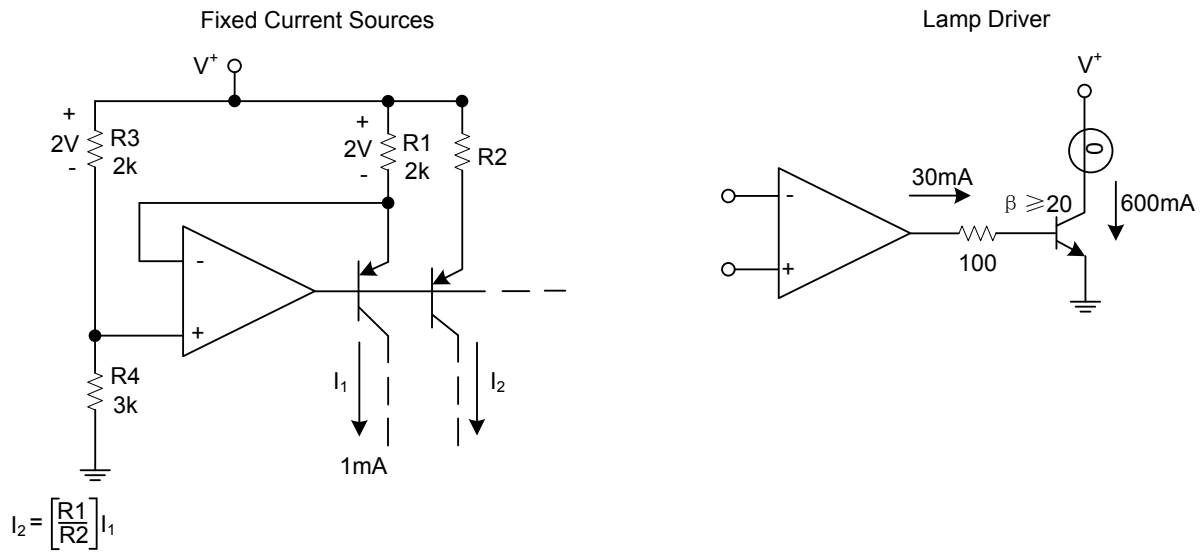 Fixed Current Sources
V+
+
2V
-
R3
2k
+
2V
-
R1
2k
R2
-
+
R4
3k
I1
I2
1mA
I2 = [R1/R2] I1
Lamp Driver
V+
30mA
β ≥20
600mA
-
+
100